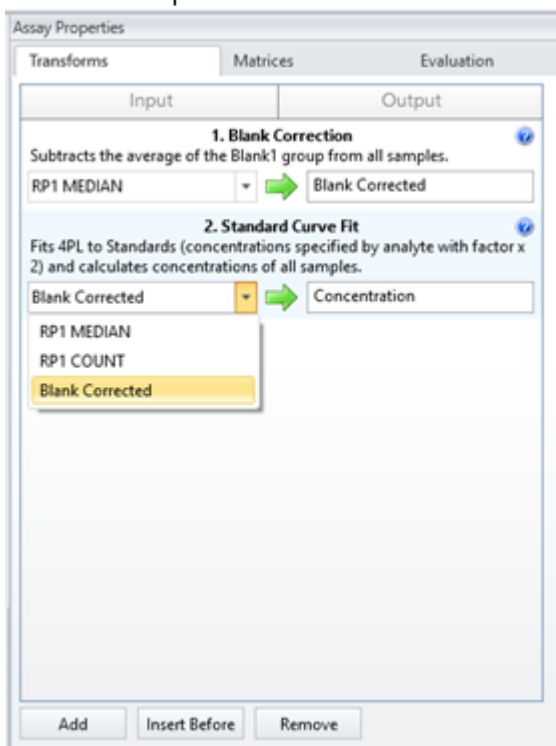 Assay Properties
Transforms Matrices Evaluation
Input Output
1. Blank Correction
Subtracts the average of the Blank1 group from all samples.
RP1 MEDIAN Blank Corrected
2. Standard Curve Fit
Fits 4PL to Standards (concentrations specified by analyte with factor x
2) and calculates concentrations of all samples.
Blank Corrected Concentration
RP1 MEDIAN
RP1 COUNT
Blank Corrected
Add Insert Before Remove